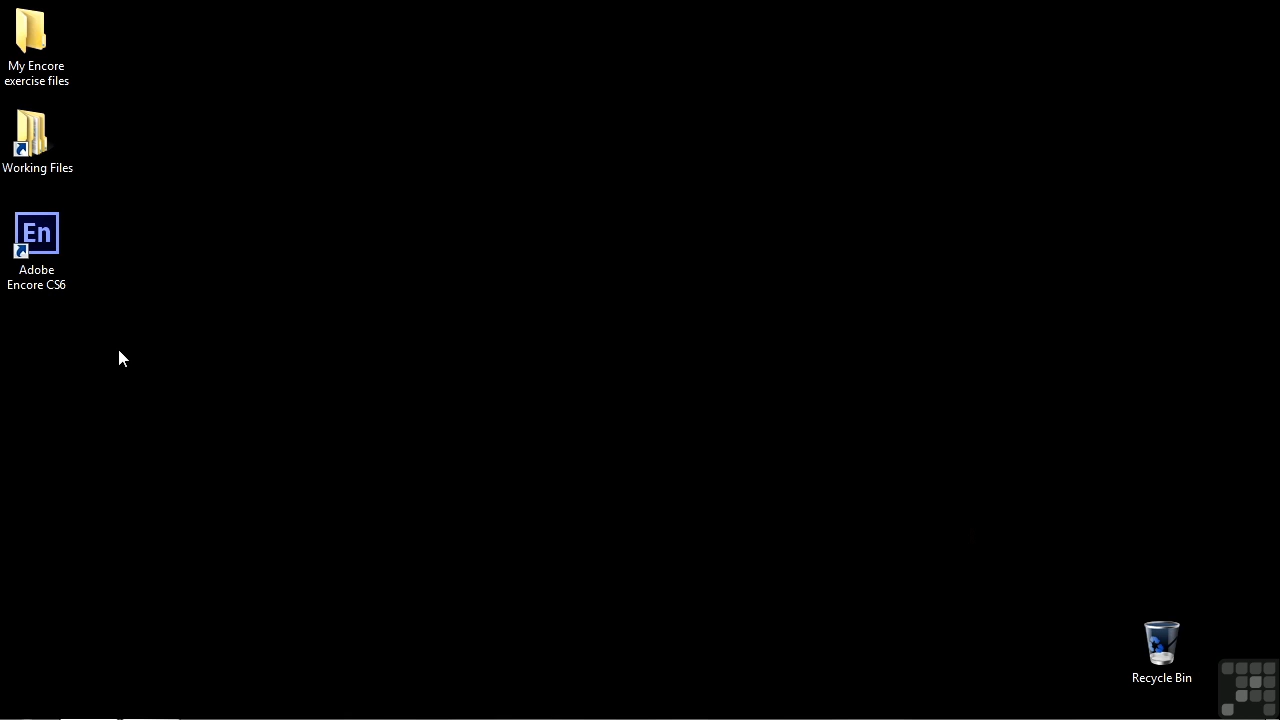 My Encore
exercise files
Working Files
En
Adobe
Encore CS6
Recycle Bin